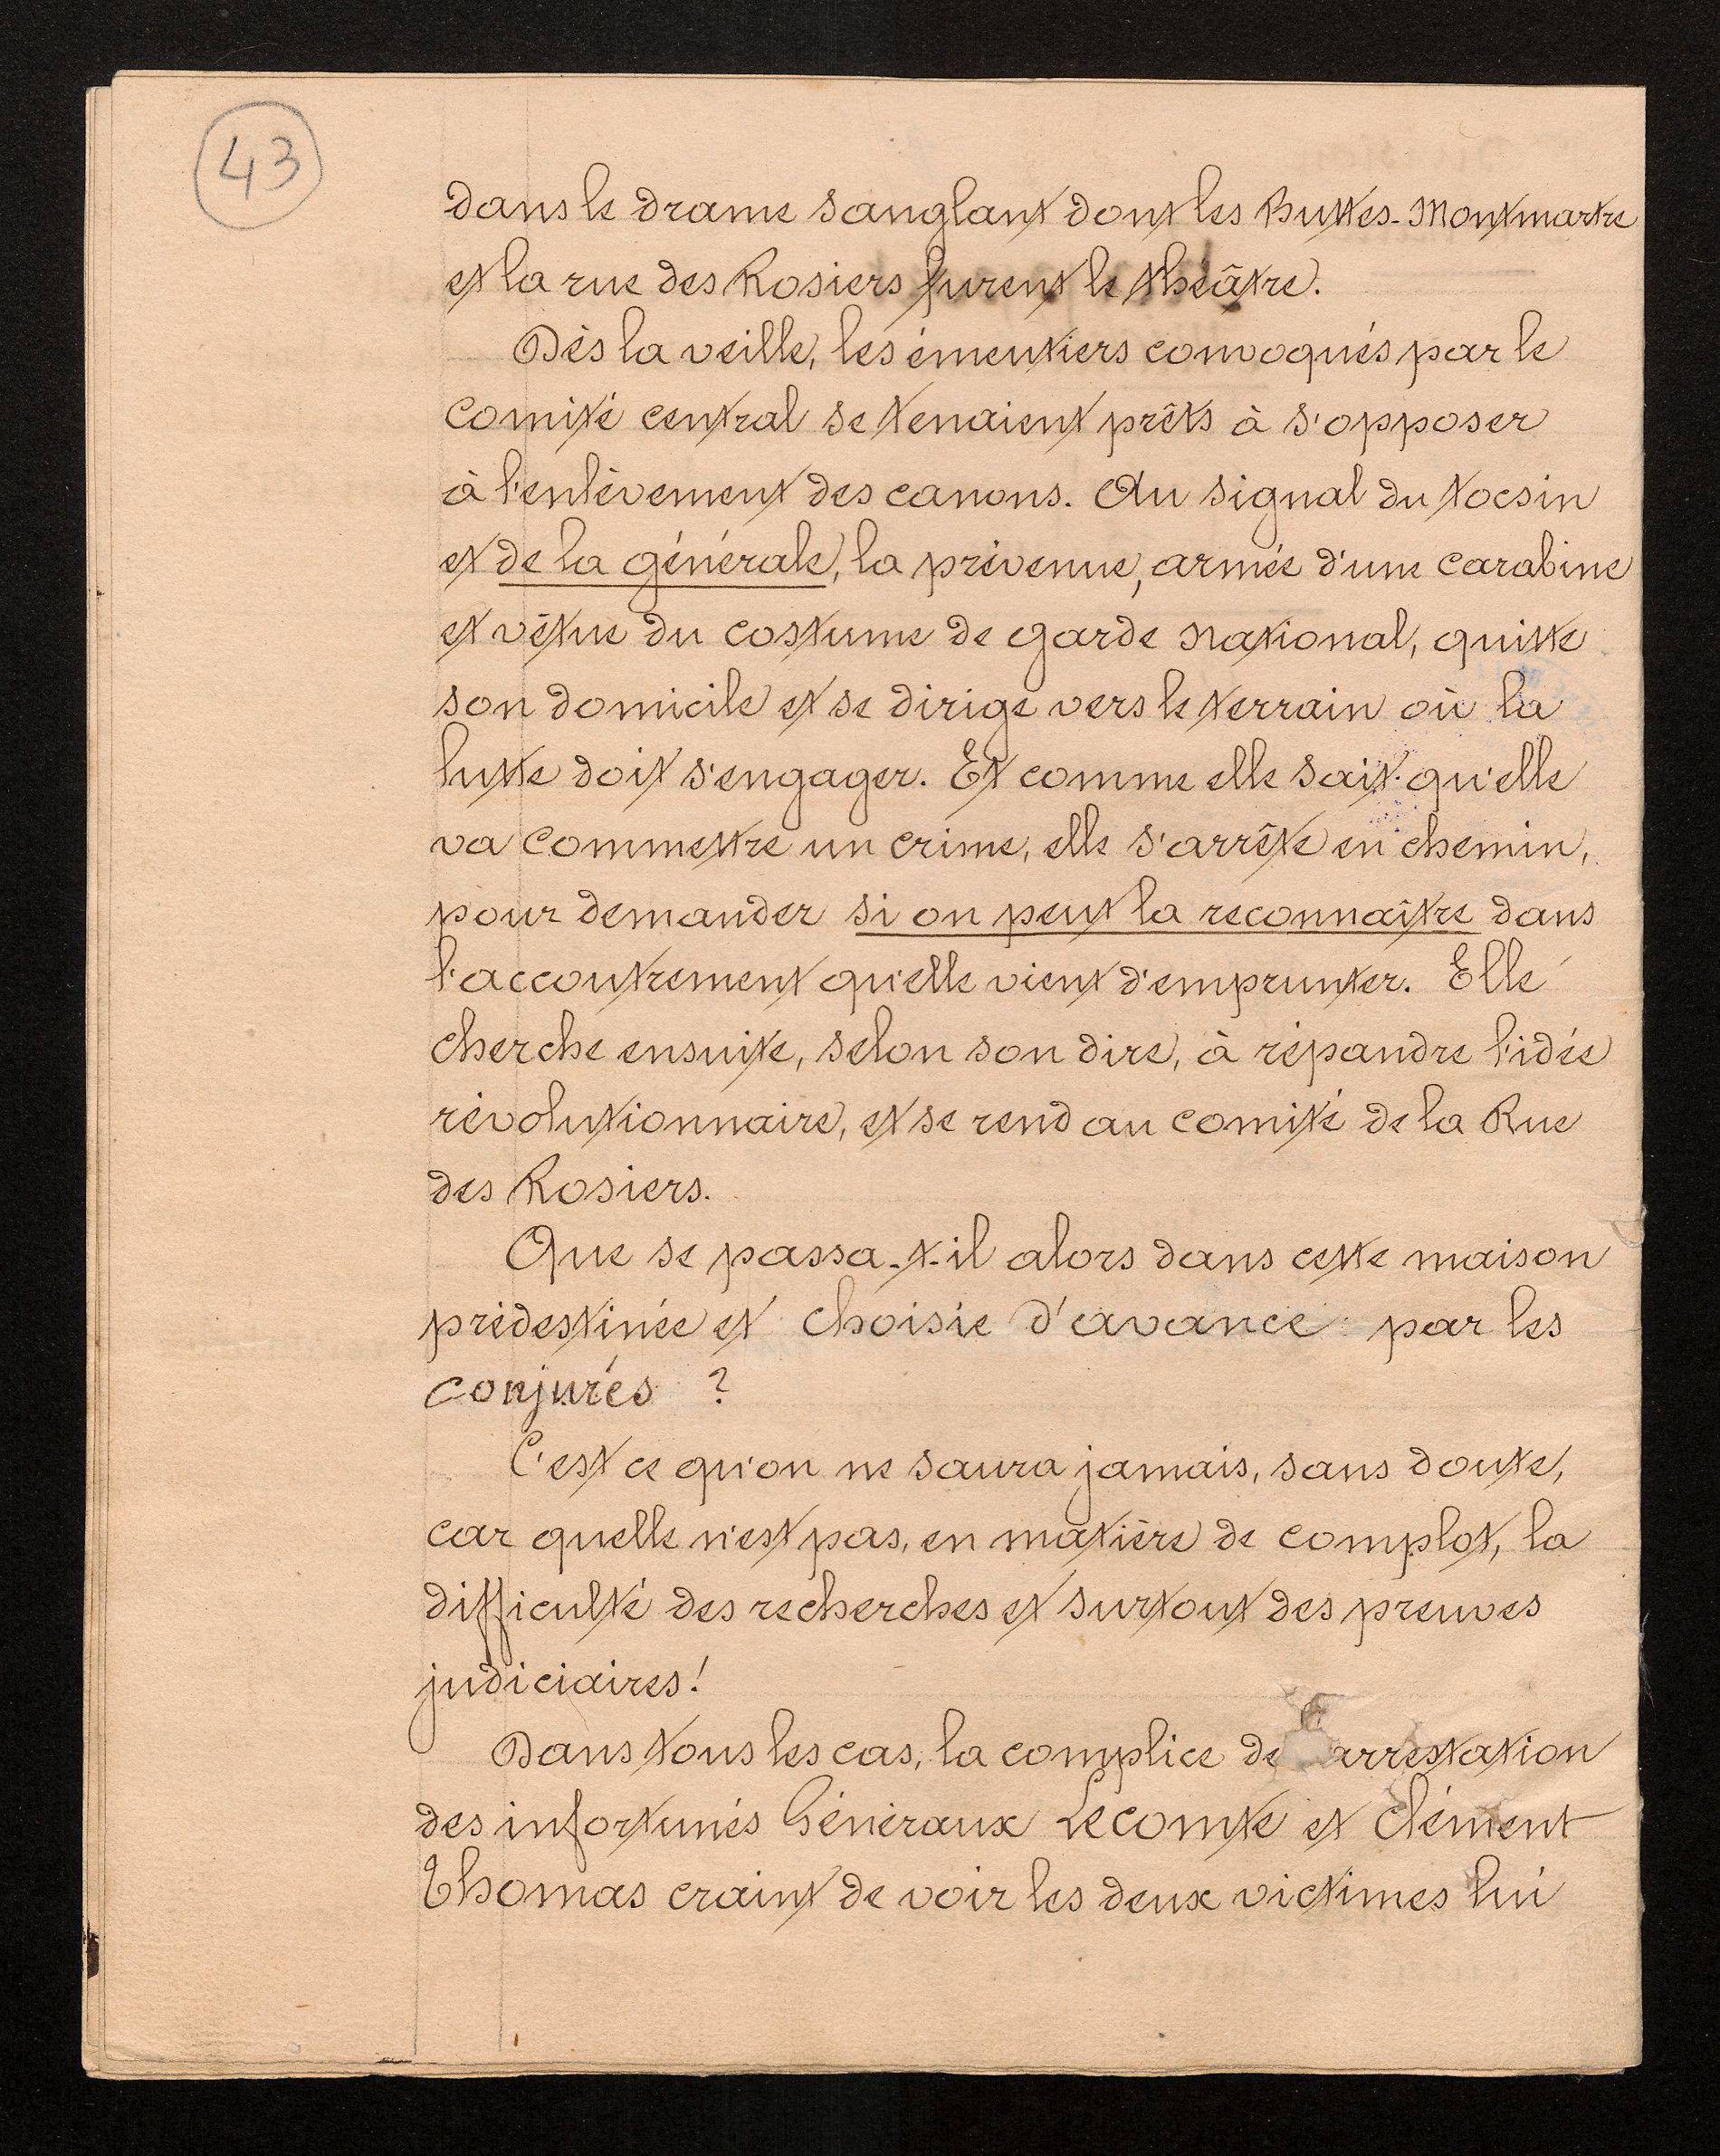 43
dans le drame sanglant dont les Buttes-Montmartre
et la rue des Rosiers furent le théâtre.
Dès la veille, les émeutiers convoqués par le
Comité central se tenaient prêts à s'opposer
à l'enlèvement des canons. Au signal du tocsin
et de la générale, la prévenue, armée d'une carabine
et vêtue du costume de garde national, quitte
son domicile et se dirige vers le terrain où la
lutte doit s'engager. Et comme elle sait qu'elle
va commettre un crime, elle s'arrête en chemin,
pour demander si on peut la reconnaître dans
l'accoutrement qu'elle vient d'emprunter. Elle
cherche ensuite, selon son dire, à répandre l'idée
révolutionnaire, et se rend au comité de la Rue
des Rosiers.
Que se passa-t-il alors dans cette maison
prédestinée et choisie d'avance par les
conjurés ?
C'est ce qu'on ne saura jamais, sans doute,
car quelle n'est pas, en matière de complot, la
difficulté des recherches et surtout des preuves
judiciaires !
Dans tous les cas, la complice de arrestation
des infortunés Généraux Lecomte et Clément
Thomas craint de voir les deux victimes lui